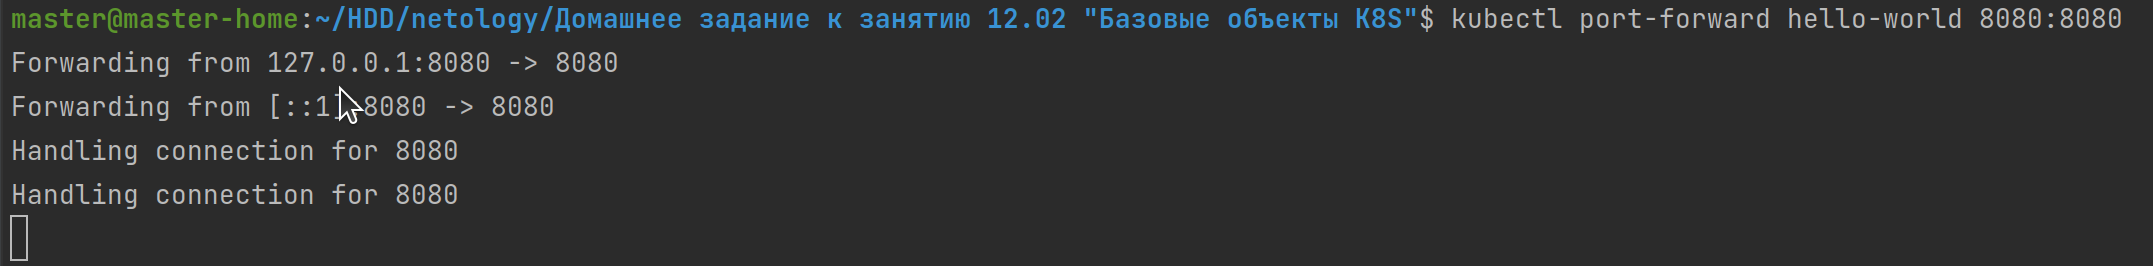 master@master-home:~/HDD/netology/Домашнее задание к занятию 12.02 "Базовые объекты K8S"$ kubectl port-forward hello-world 8080:8080
Forwarding from 127.0.0.1:8080 -> 8080
Forwarding from [::1]:8080 -> 8080
Handling connection for 8080
Handling connection for 8080